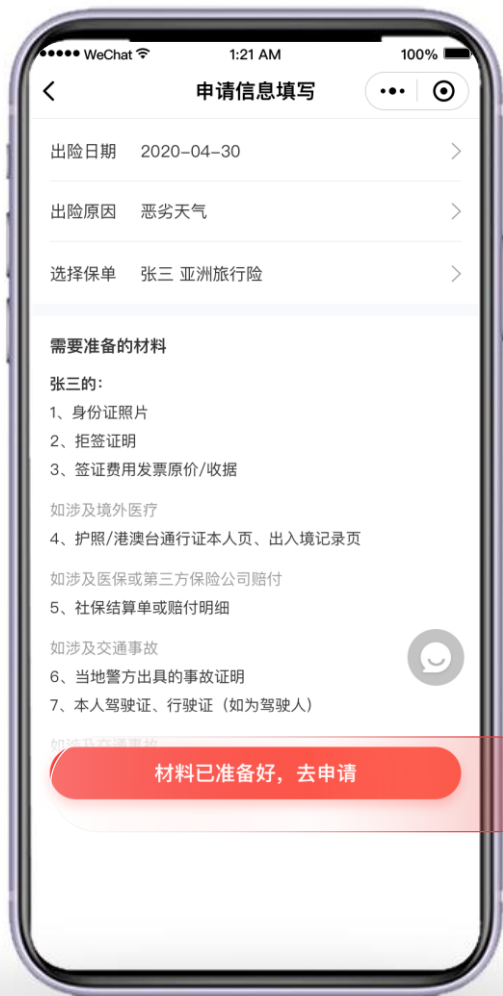 WeChat 1:21 AM 100%
申请信息填写
出险日期 2020-04-30
出险原因 恶劣天气
选择保单 张三 亚洲旅行险
需要准备的材料
张三的：
1、身份证照片
2、拒签证明
3、签证费用发票原价/收据
如涉及境外医疗
4、护照/港澳台通行证本人页、出入境记录页
如涉及医保或第三方保险公司赔付
5、社保结算单或赔付明细
如涉及交通事故
6、当地警方出具的事故证明
7、本人驾驶证、行驶证（如为驾驶人）
如涉及交通事故
材料已准备好，去申请